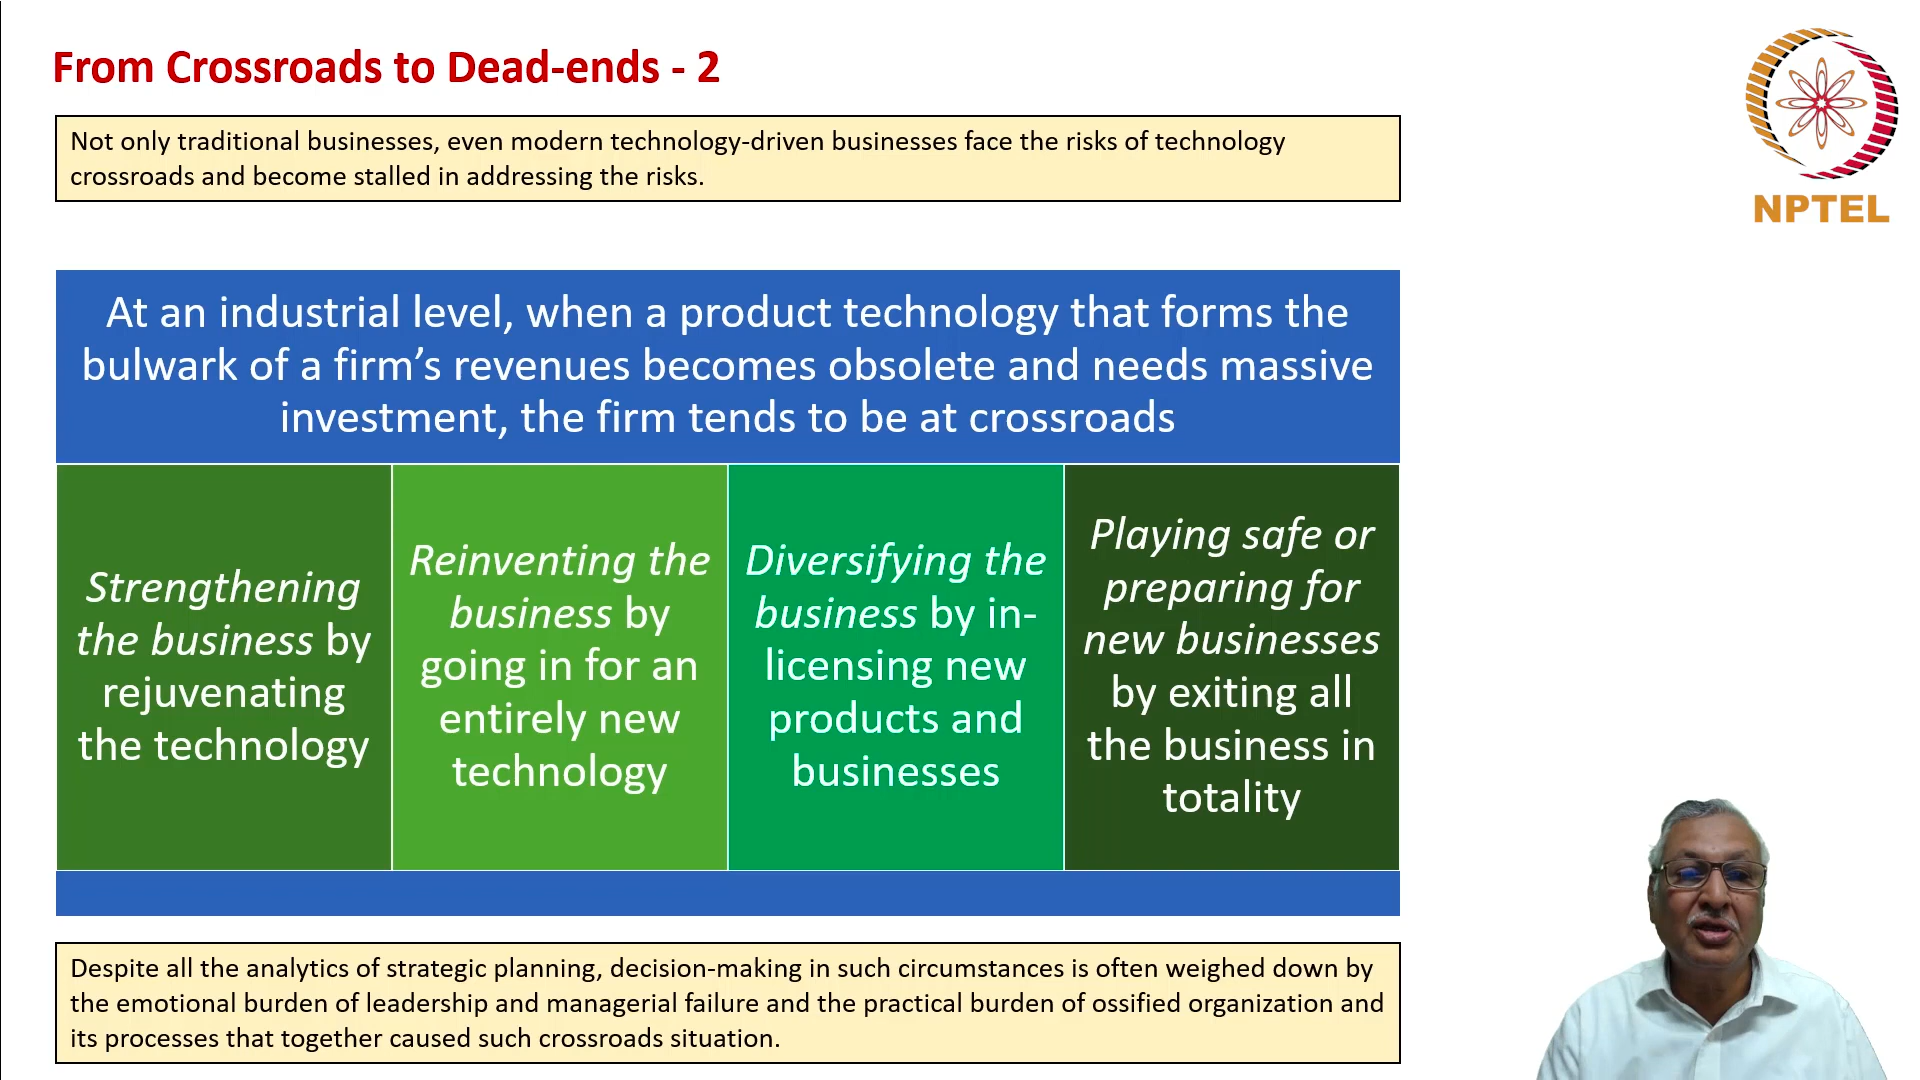 From Crossroads to Dead-ends - 2
NPTEL
Not only traditional businesses, even modern technology-driven businesses face the risks of technology
crossroads and become stalled in addressing the risks.
At an industrial level, when a product technology that forms the
bulwark of a firm’s revenues becomes obsolete and needs massive
investment, the firm tends to be at crossroads
Strengthening
the business by
rejuvenating
the technology
Reinventing the
business by
going in for an
entirely new
technology
Diversifying the
business by in-
licensing new
products and
businesses
Playing safe or
preparing for
new businesses
by exiting all
the business in
totality
Despite all the analytics of strategic planning, decision-making in such circumstances is often weighed down by
the emotional burden of leadership and managerial failure and the practical burden of ossified organization and
its processes that together caused such crossroads situation.